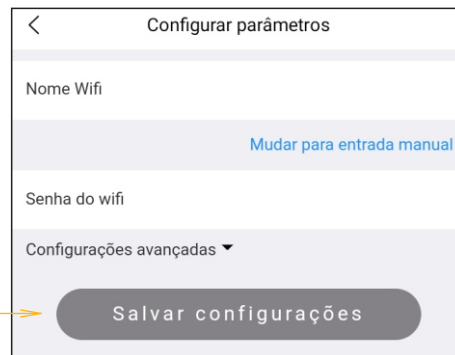 Configurar parâmetros
Nome Wifi
Mudar para entrada manual
Senha do wifi
Configurações avançadas
Salvar configurações